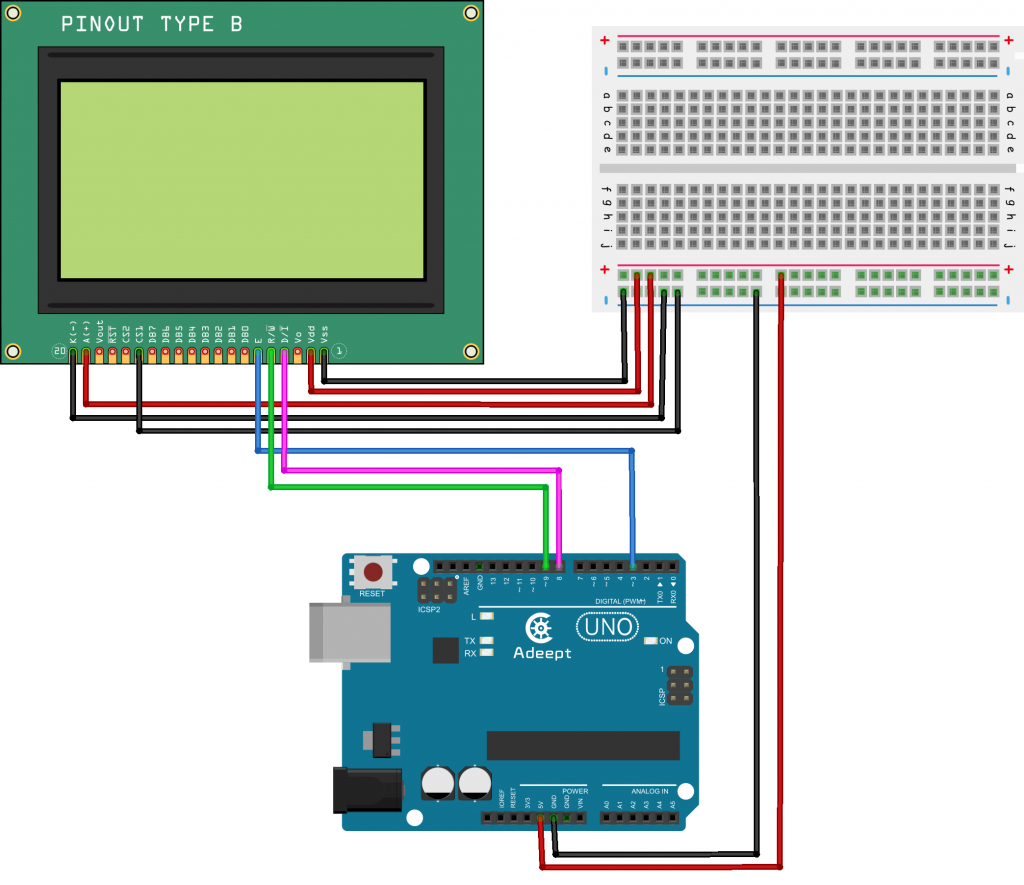 PINOUT TYPE B
+ +
a b c d e a b c d e
f g h i j f g h i j
+ +
20 K(-) A(+) Vout RST CS2 CS1 DB7 DB6 DB5 DB4 DB3 DB2 DB1 DB0 E R/W D/I Vo Vdd Vss 1
RESET
ICSP2
AREF GND 13 12 ~11 ~10 ~9 8 7 ~6 ~5 4 ~3 2 TX0 1 RX0 0
DIGITAL (PWM~)
L
TX
RX
Adeept
UNO
ON
1
ICSP
POWER
ANALOG IN
IOREF RESET 3V3 5V GND GND VIN A0 A1 A2 A3 A4 A5